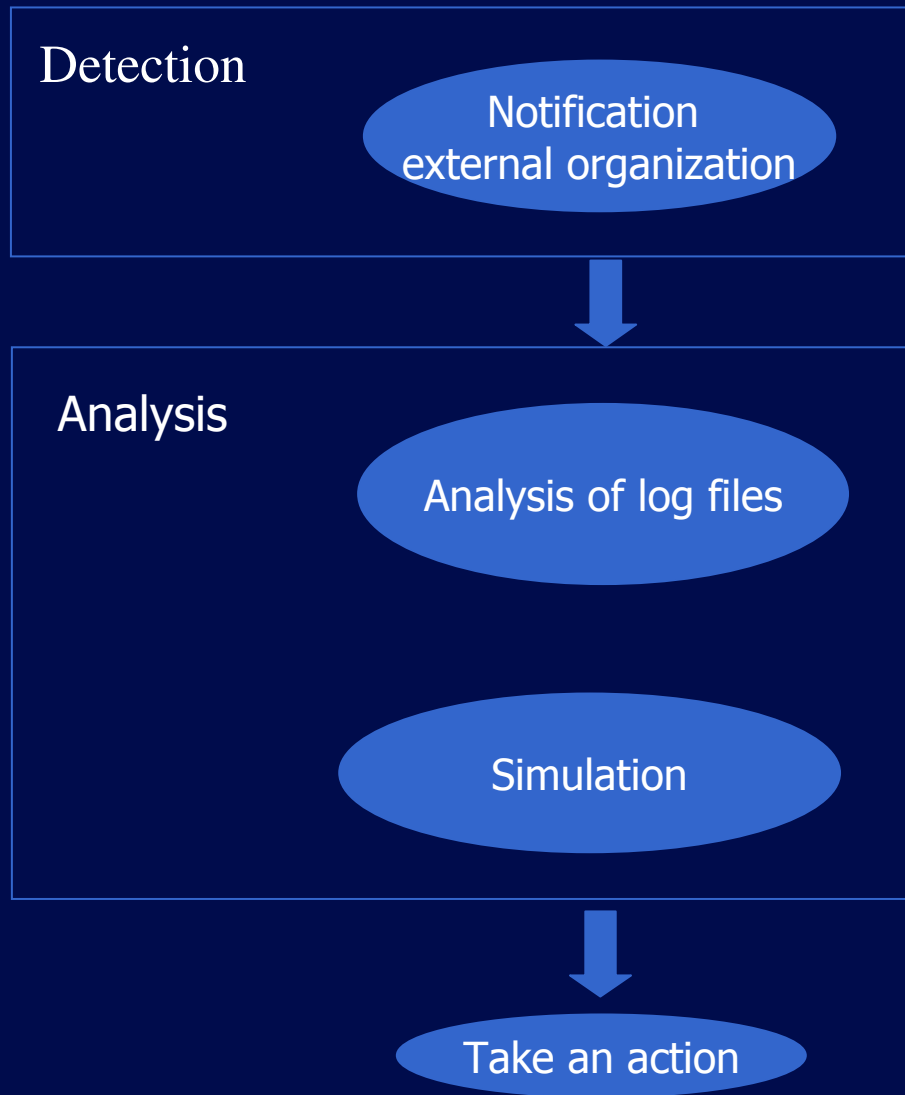 Detection
Notification
external organization
Analysis
Analysis of log files
Simulation
Take an action